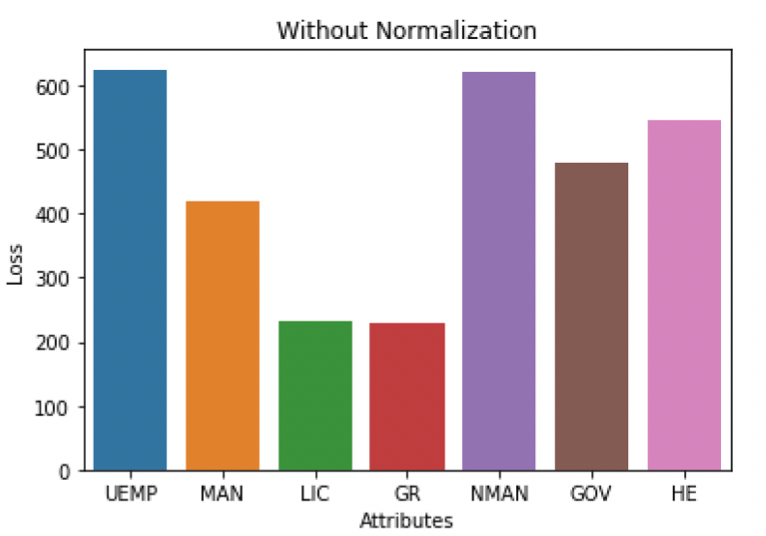 Without Normalization
Loss
600
500
400
300
200
100
0
UEMP MAN LIC GR NMAN GOV HE
Attributes